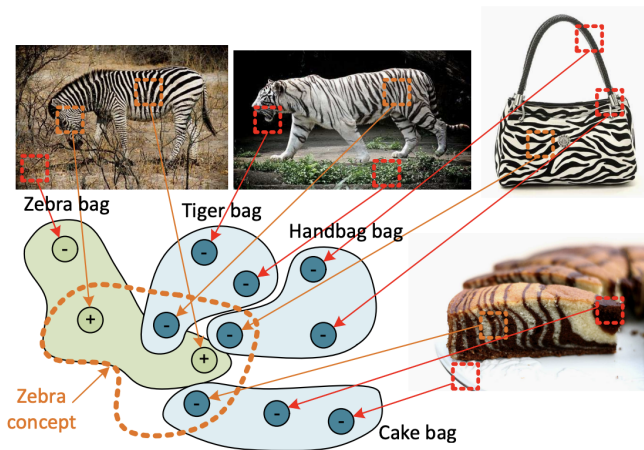 Zebra bag
Tiger bag
Handbag bag
-
-
-
-
+
-
-
-
+
Zebra
concept
-
-
-
Cake bag